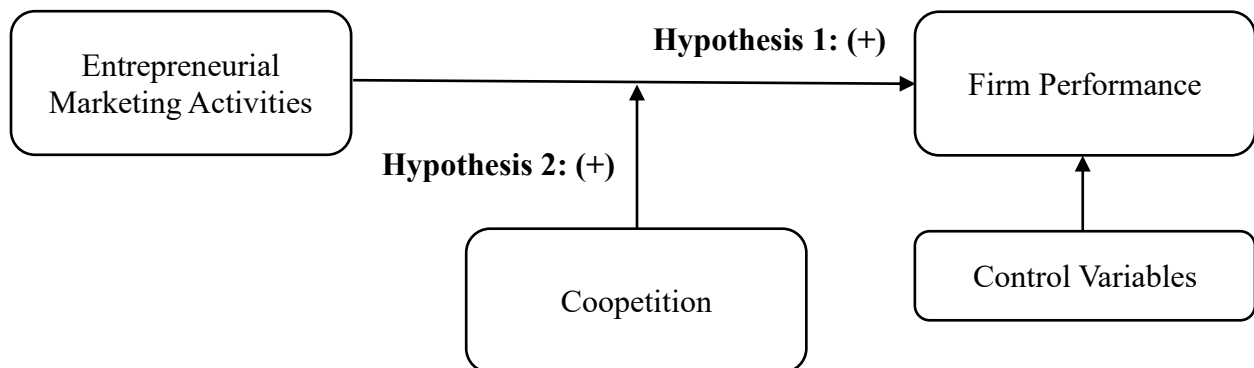 Hypothesis 1: (+)
Entrepreneurial
Marketing Activities
Firm Performance
Hypothesis 2: (+)
Coopetition
Control Variables